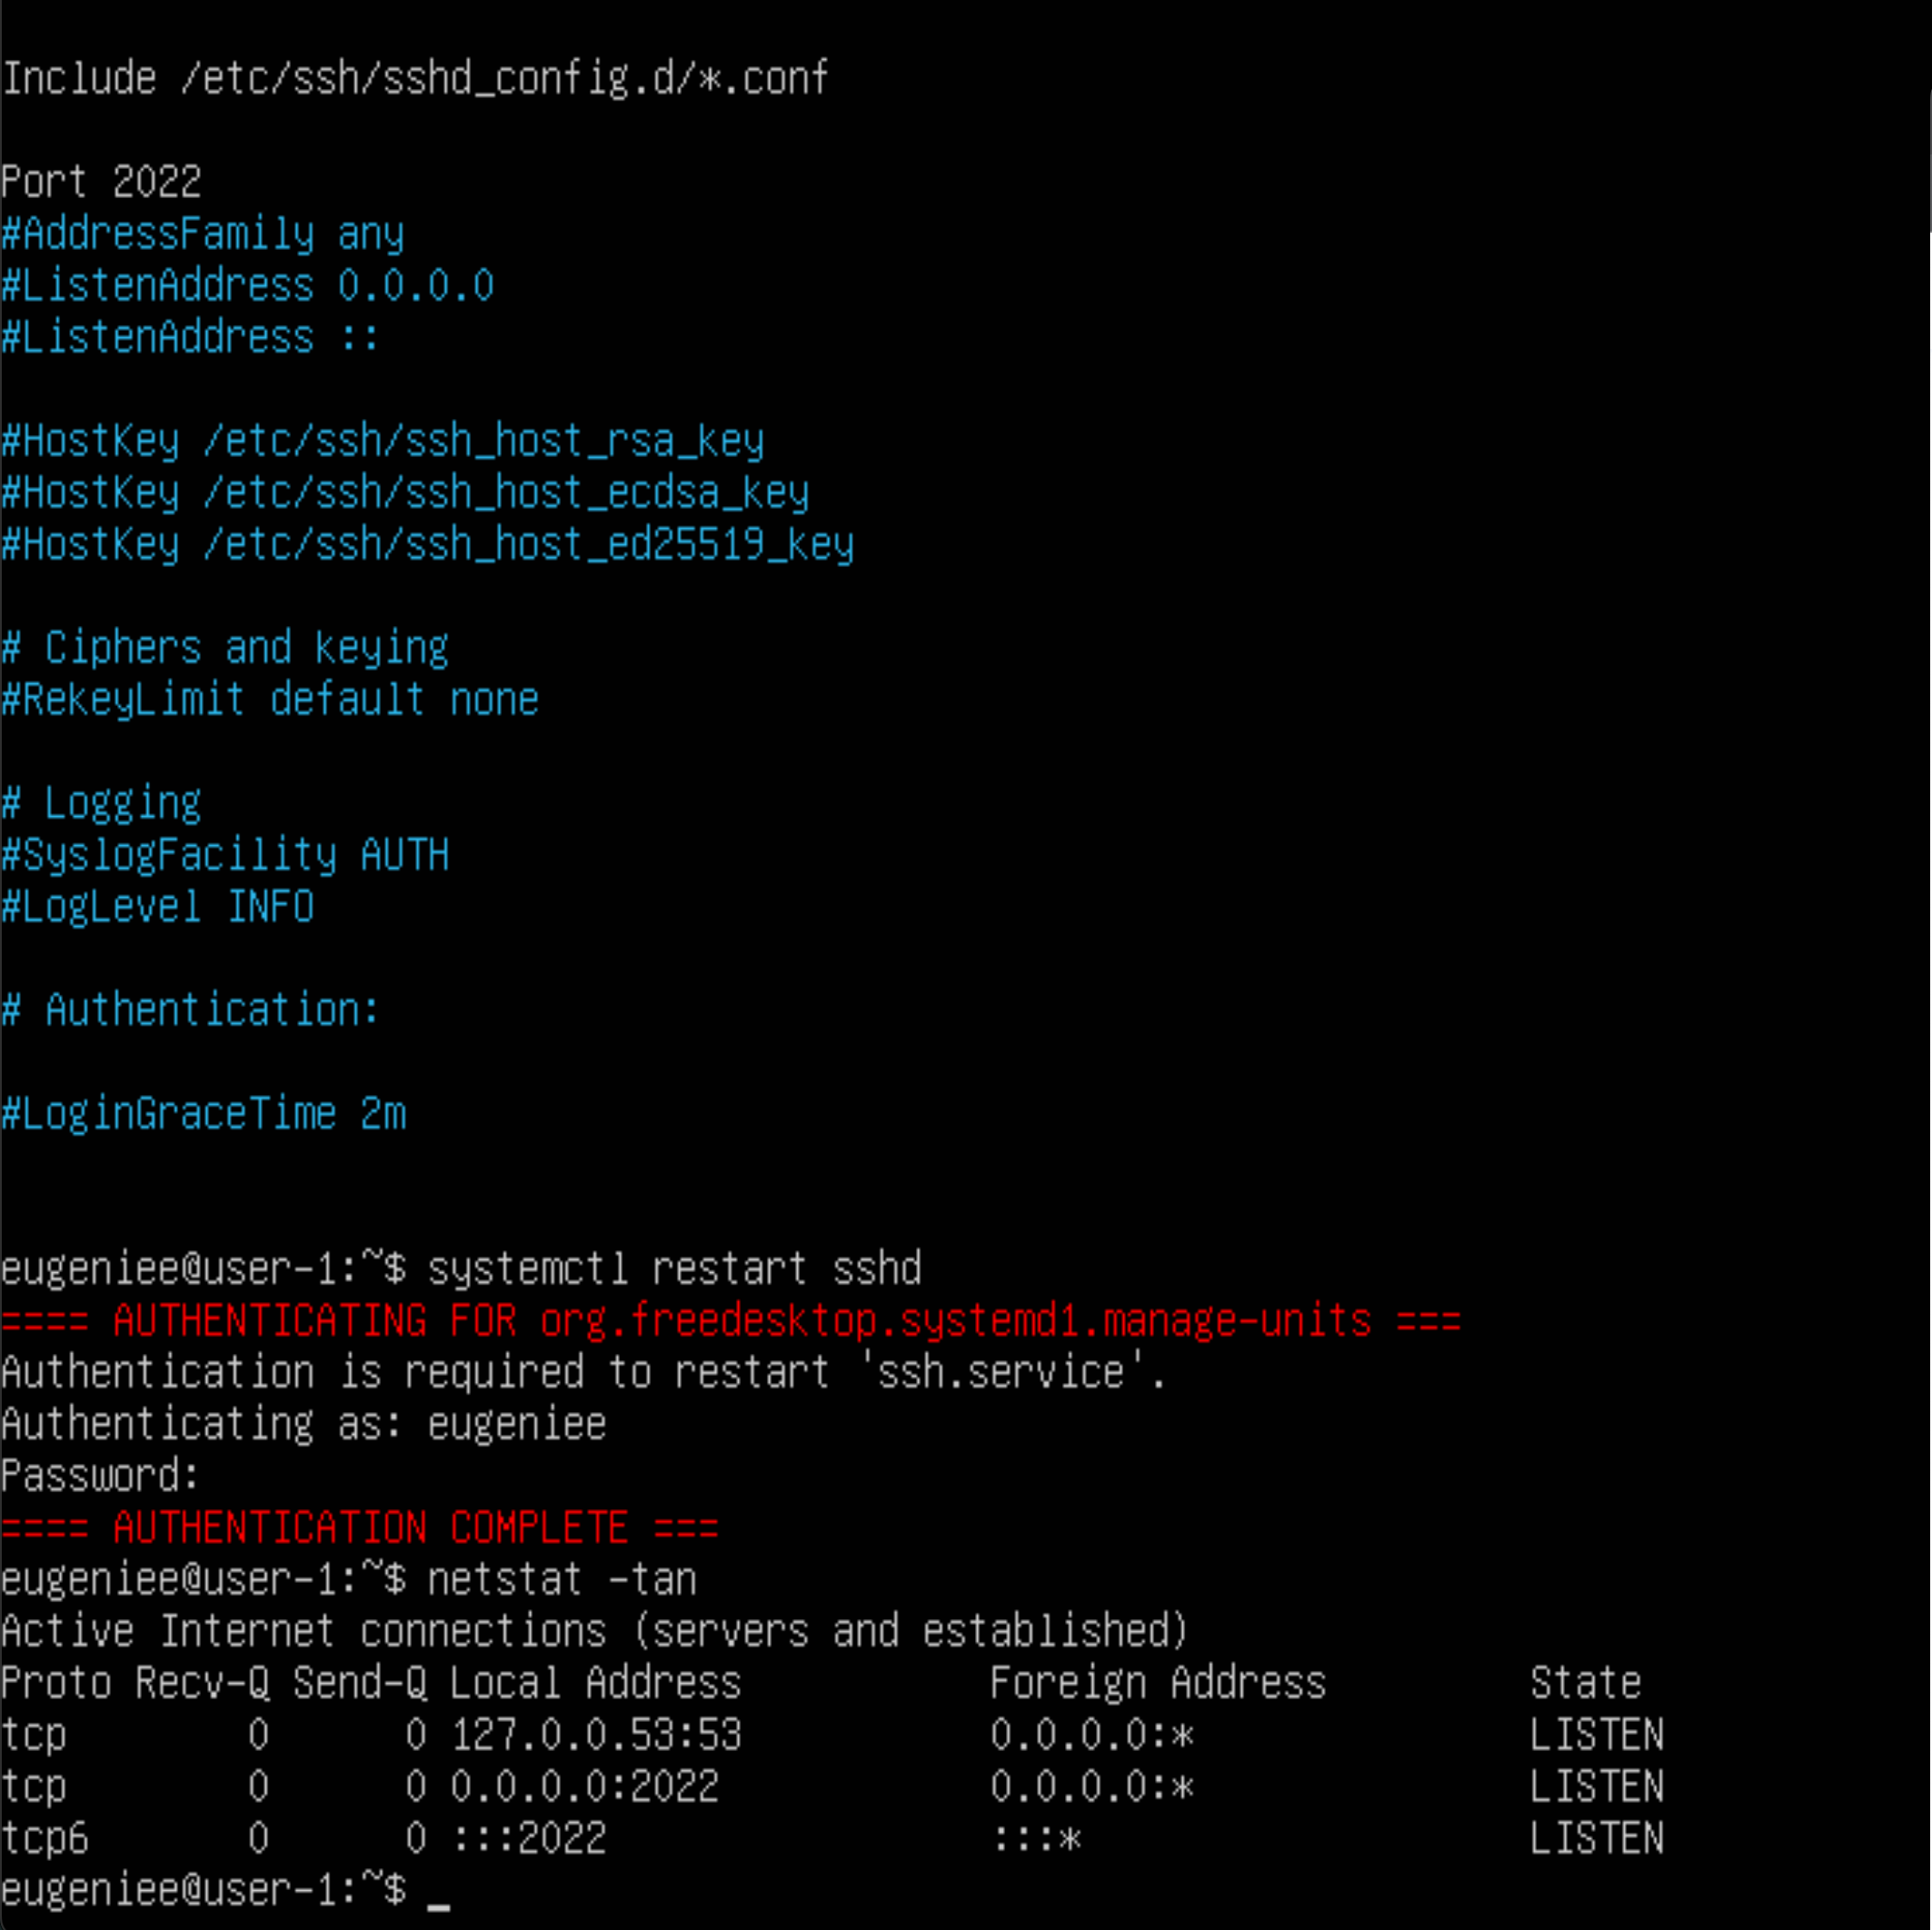 Include /etc/ssh/sshd_config.d/*.conf
Port 2022
#AddressFamily any
#ListenAddress 0.0.0.0
#ListenAddress ::
#HostKey /etc/ssh/ssh_host_rsa_key
#HostKey /etc/ssh/ssh_host_ecdsa_key
#HostKey /etc/ssh/ssh_host_ed25519_key
# Ciphers and keying
#RekeyLimit default none
# Logging
#SyslogFacility AUTH
#LogLevel INFO
# Authentication:
#LoginGraceTime 2m
eugeniee@user-1:~$ systemctl restart sshd
==== AUTHENTICATING FOR org.freedesktop.systemd1.manage-units ===
Authentication is required to restart 'ssh.service'.
Authenticating as: eugeniee
Password:
==== AUTHENTICATION COMPLETE ===
eugeniee@user-1:~$ netstat -tan
Active Internet connections (servers and established)
Proto Recv-Q Send-Q Local Address           Foreign Address         State
tcp        0      0 127.0.0.53:53           0.0.0.0:*               LISTEN
tcp        0      0 0.0.0.0:2022            0.0.0.0:*               LISTEN
tcp6       0      0 :::2022                 :::*                    LISTEN
eugeniee@user-1:~$ _